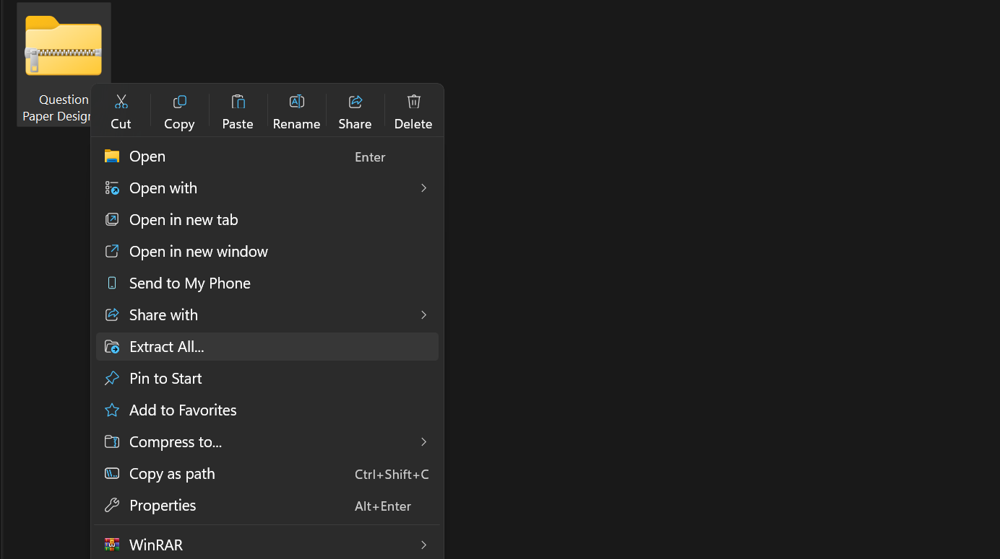 Question
Paper Design
Cut
Copy
Paste
Rename
Share
Delete
Open Enter
Open with
Open in new tab
Open in new window
Send to My Phone
Share with
Extract All...
Pin to Start
Add to Favorites
Compress to...
Copy as path Ctrl+Shift+C
Properties Alt+Enter
WinRAR